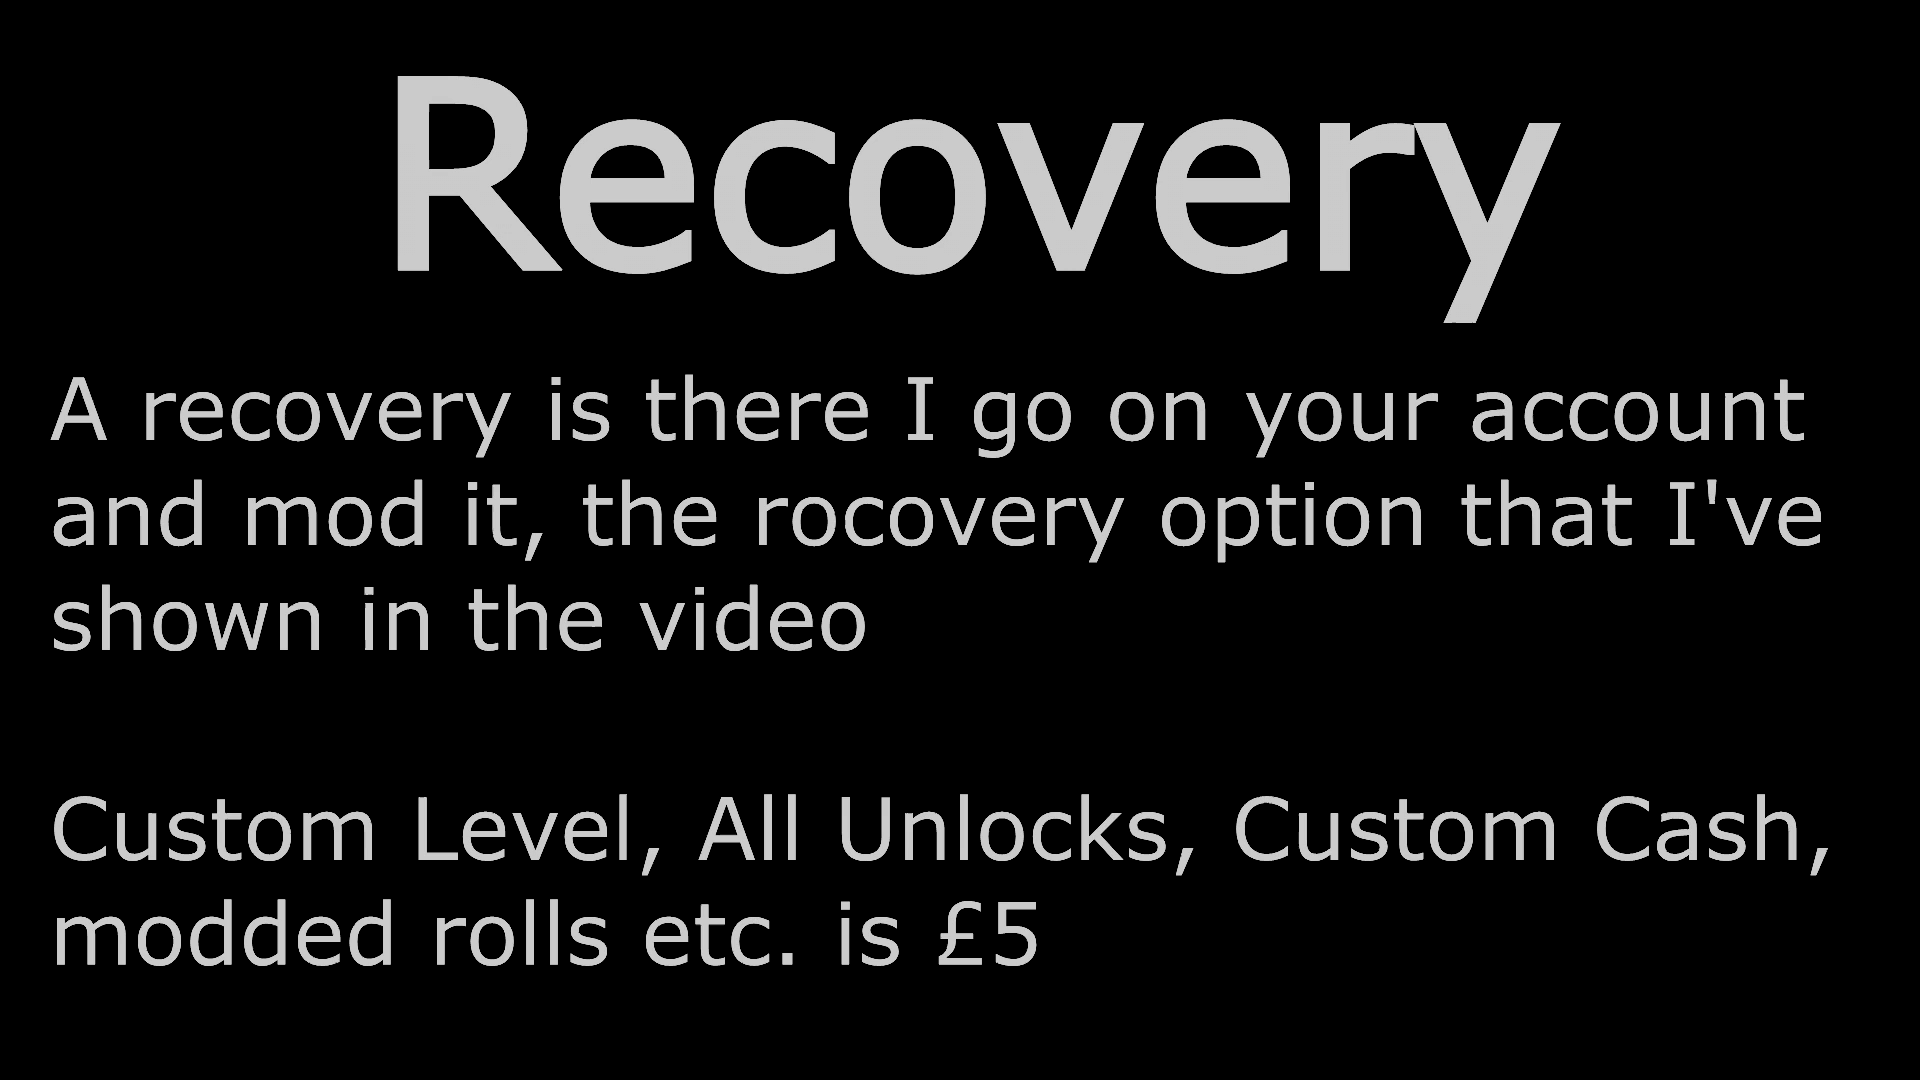 Recovery
A recovery is there I go on your account
and mod it, the rocovery option that I've
shown in the video
Custom Level, All Unlocks, Custom Cash,
modded rolls etc. is £5